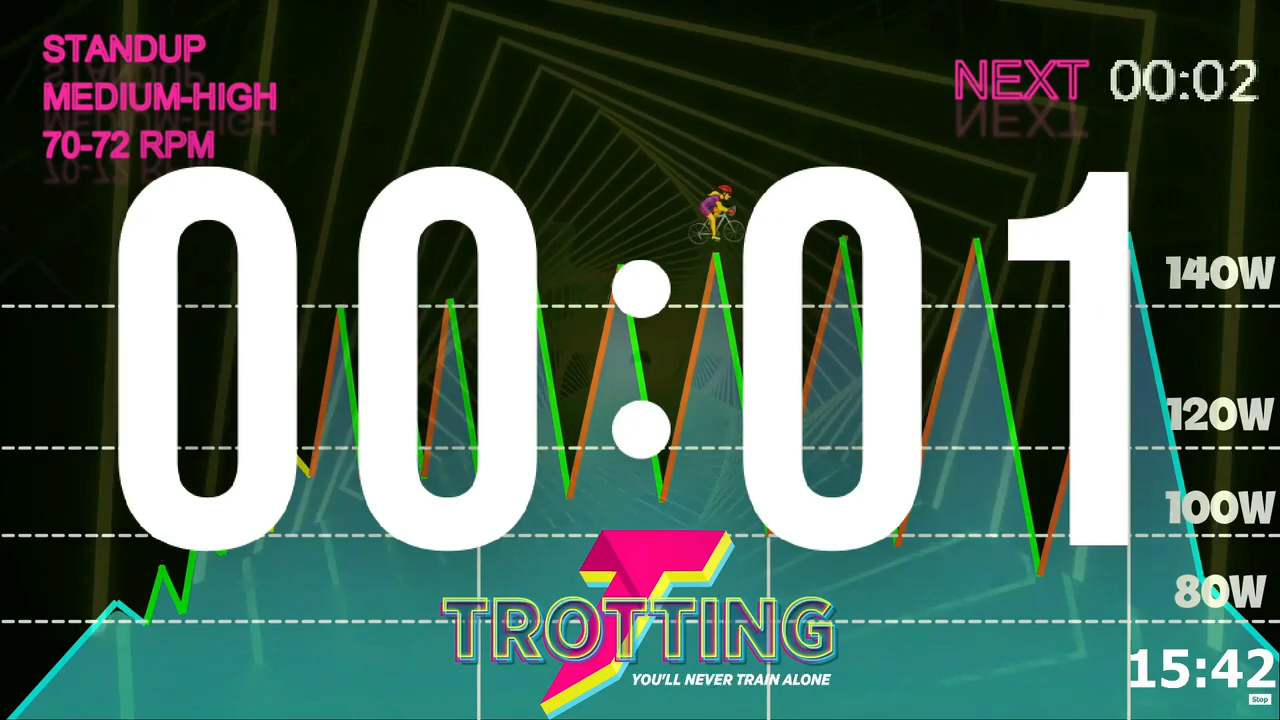 STANDUP
MEDIUM-HIGH
70-72 RPM
NEXT 00:02
00:01
140W
120W
100W
80W
TROTTING
YOU'LL NEVER TRAIN ALONE
15:42
Stop